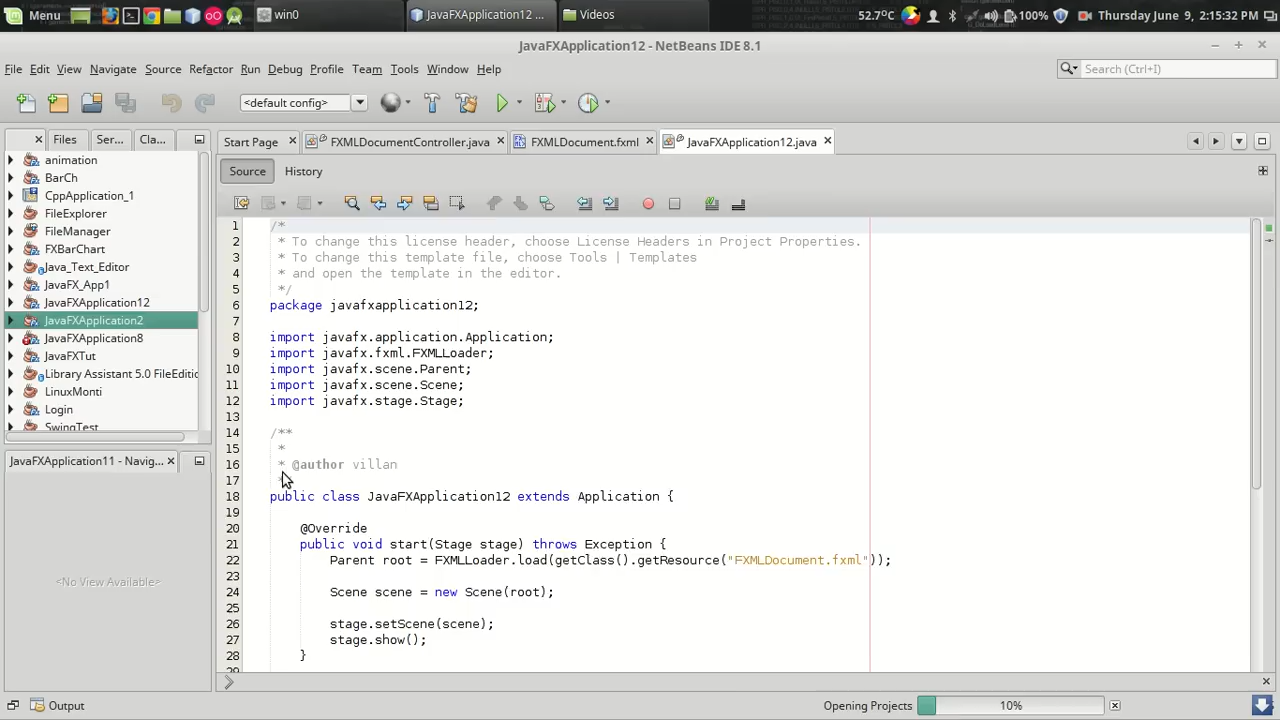 Menu win0 JavaFXApplication12 ... Videos 52.7°C 100% Thursday June 9, 2:15:32 PM
JavaFXApplication12 - NetBeans IDE 8.1
File Edit View Navigate Source Refactor Run Debug Profile Team Tools Window Help Search (Ctrl+I)
<default config>
Files Ser... Cla... Start Page FXMLDocumentController.java FXMLDocument.fxml JavaFXApplication12.java
Source History
animation
BarCh
CppApplication_1
FileExplorer
FileManager
FXBarChart
Java_Text_Editor
JavaFX_App1
JavaFXApplication12
JavaFXApplication2
JavaFXApplication8
JavaFXTut
Library Assistant 5.0 FileEditio
LinuxMonti
Login
SwingTest
JavaFXApplication11 - Navig...
<No View Available>
1 /*
2 * To change this license header, choose License Headers in Project Properties.
3 * To change this template file, choose Tools | Templates
4 * and open the template in the editor.
5 */
6 package javafxapplication12;
7
8 import javafx.application.Application;
9 import javafx.fxml.FXMLLoader;
10 import javafx.scene.Parent;
11 import javafx.scene.Scene;
12 import javafx.stage.Stage;
13
14 /**
15 *
16 * @author villan
17
18 public class JavaFXApplication12 extends Application {
19
20 @Override
21 public void start(Stage stage) throws Exception {
22 Parent root = FXMLLoader.load(getClass().getResource("FXMLDocument.fxml"));
23
24 Scene scene = new Scene(root);
25
26 stage.setScene(scene);
27 stage.show();
28 }
29
Output Opening Projects 10%